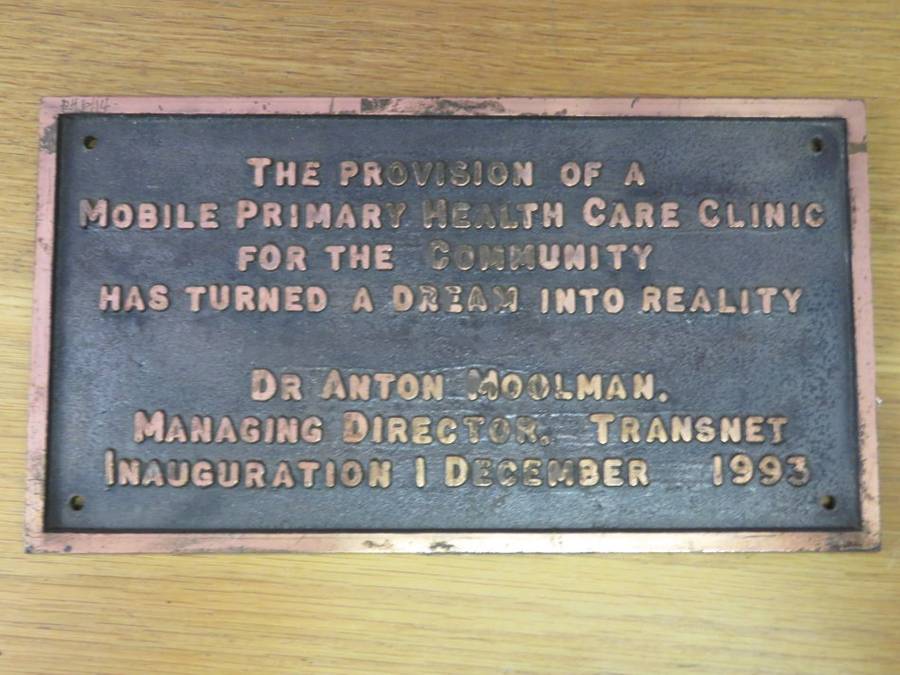 THE PROVISION OF A
MOBILE PRIMARY HEALTH CARE CLINIC
FOR THE COMMUNITY
HAS TURNED A DREAM INTO REALITY
DR ANTON MOOLMAN.
MANAGING DIRECTOR. TRANSNET
INAUGURATION 1 DECEMBER 1993